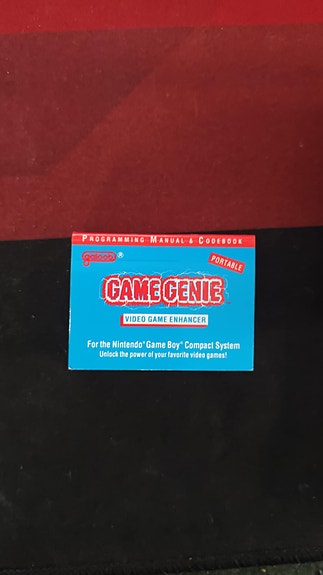 PROGRAMMING MANUAL & CODEBOOK
galoob®
PORTABLE
GAME GENIE™
VIDEO GAME ENHANCER
For the Nintendo® Game Boy® Compact System
Unlock the power of your favorite video games!